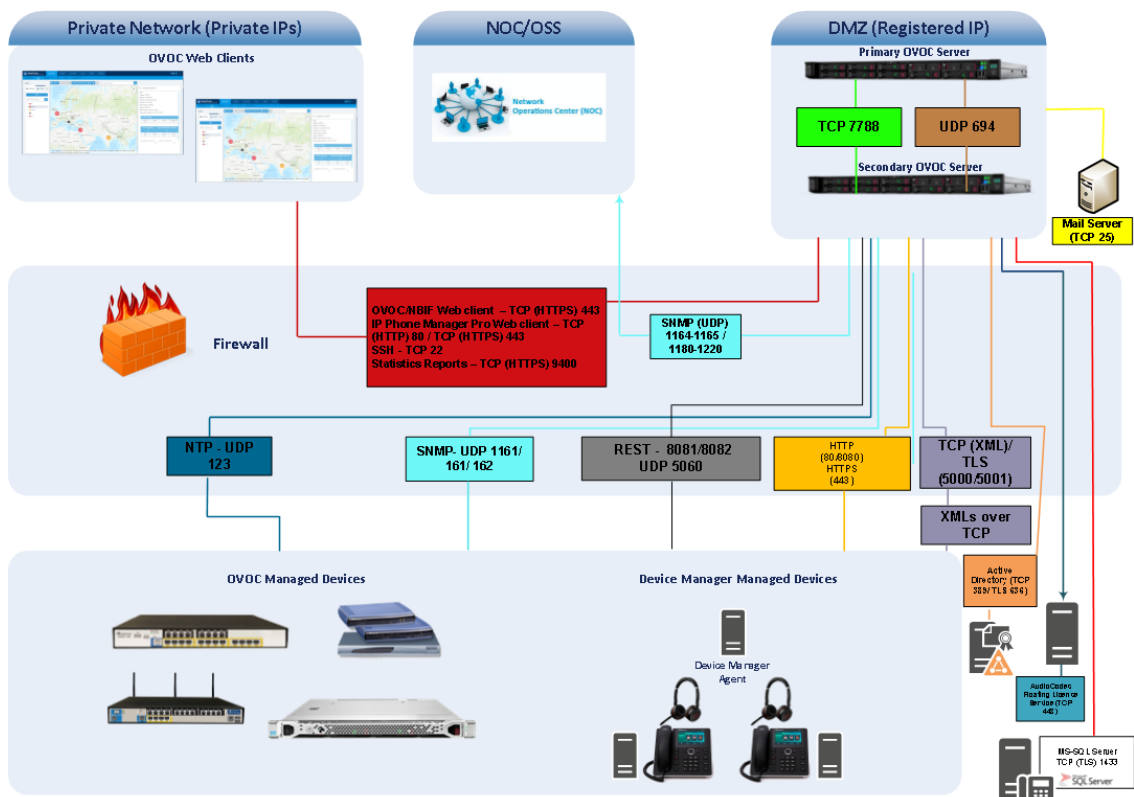 Private Network (Private IPs)
NOC/OSS
DMZ (Registered IP)
OVOC Web Clients
Network
Operations Center (NOC)
Primary OVOC Server
TCP 7788
UDP 694
Secondary OVOC Server
Mail Server
(TCP 25)
Firewall
OVOC/NBIF Web client – TCP (HTTPS) 443
IP Phone Manager Pro Web client – TCP
(HTTP) 80 / TCP (HTTPS) 443
SSH - TCP 22
Statistics Reports – TCP (HTTPS) 9400
SNMP (UDP)
1164-1165 /
1180-1220
NTP - UDP
123
SNMP- UDP 1161/
161/ 162
REST - 8081/8082
UDP 5060
HTTP
(80/8080)
HTTPS
(443)
TCP (XML)/
TLS
(5000/5001)
XMLs over
TCP
OVOC Managed Devices
Device Manager Managed Devices
Device Manager
Agent
Active
Directory (TCP
389/TLS 636)
AudioCodes
Floating License
Service (TCP
443)
MS-SQL Server
TCP (TLS) 1433
SQL Server